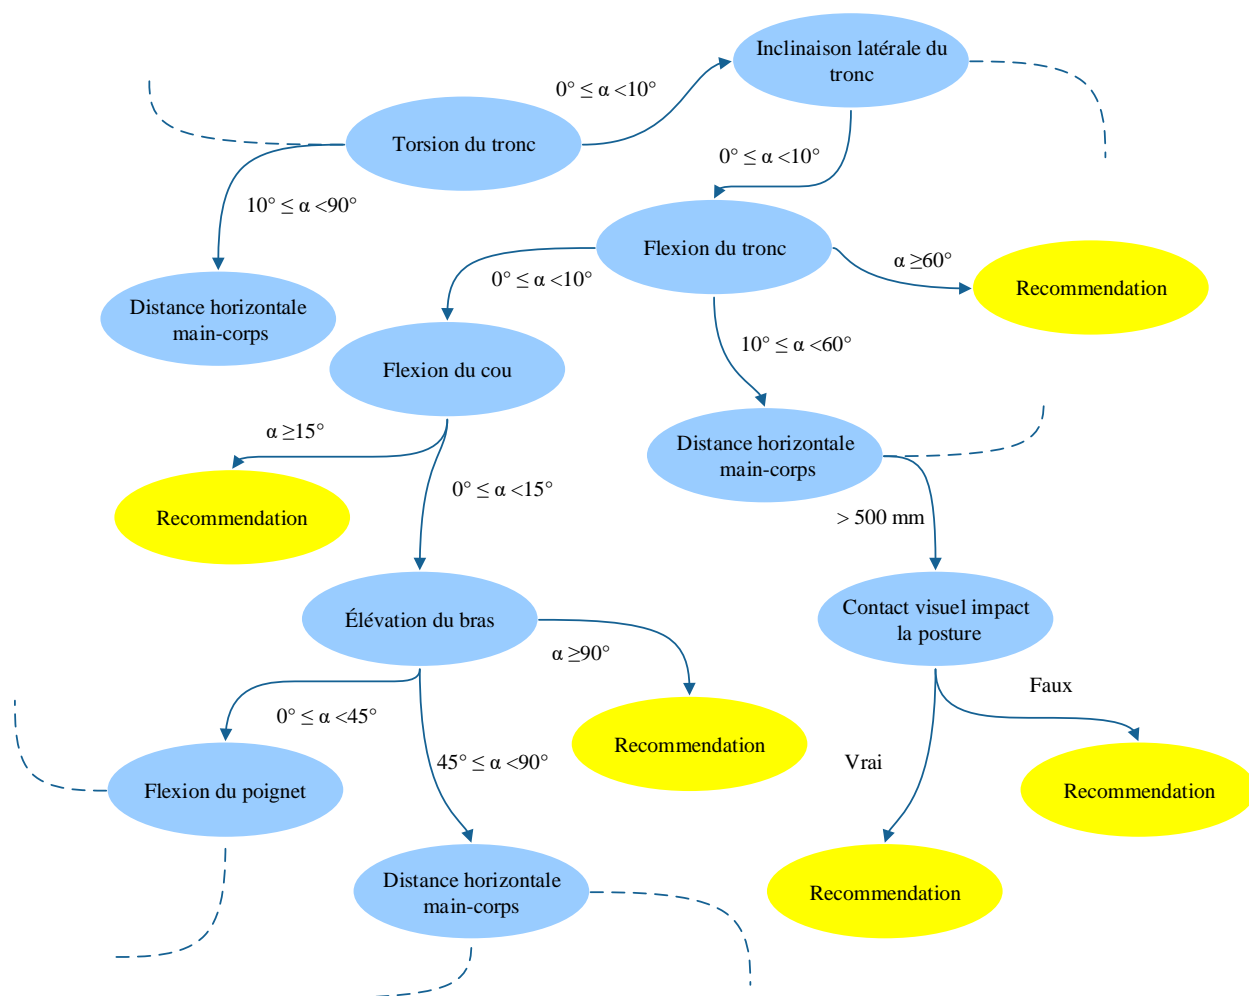 Inclinaison latérale du
tronc
0° ≤ α <10°
Torsion du tronc
0° ≤ α <10°
10° ≤ α <90°
Flexion du tronc
α ≥60°
0° ≤ α <10°
Recommendation
Distance horizontale
main-corps
10° ≤ α <60°
Flexion du cou
α ≥15°
Distance horizontale
main-corps
0° ≤ α <15°
Recommendation
> 500 mm
Élévation du bras
Contact visuel impact
la posture
α ≥90°
Faux
0° ≤ α <45°
Recommendation
45° ≤ α <90°
Vrai
Flexion du poignet
Recommendation
Distance horizontale
main-corps
Recommendation